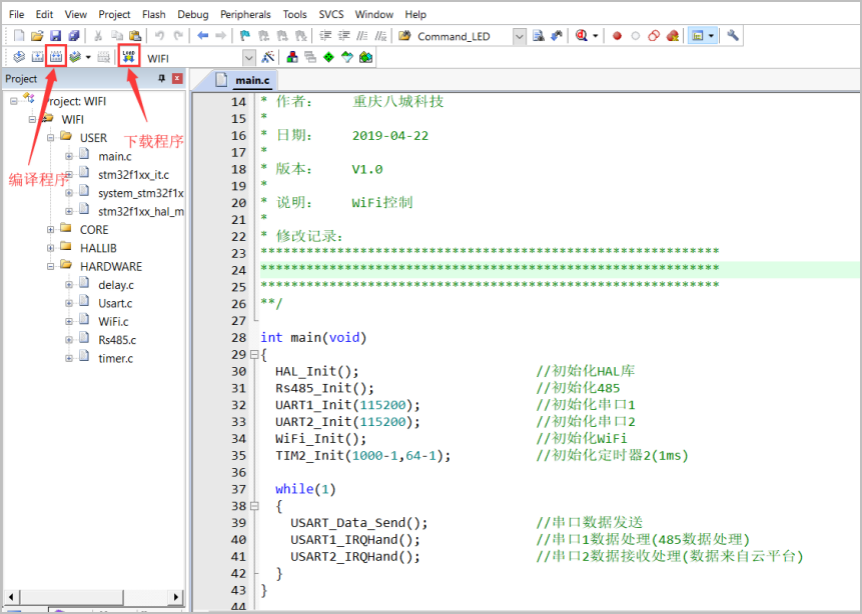 File Edit View Project Flash Debug Peripherals Tools SVCS Window Help
Command_LED
LOAD WIFI
Project
main.c
Project: WIFI
WIFI
USER
下载程序
main.c
stm32f1xx_it.c
编译程序
system_stm32f1x
stm32f1xx_hal_m
CORE
HALLIB
HARDWARE
delay.c
Usart.c
WiFi.c
Rs485.c
timer.c
14 * 作者: 重庆八城科技
15 *
16 * 日期: 2019-04-22
17 *
18 * 版本: V1.0
19 *
20 * 说明: WiFi控制
21 *
22 * 修改记录:
23 ************************************************************
24 ************************************************************
25 ************************************************************
26 **/
27
28 int main(void)
29 {
30 HAL_Init(); //初始化HAL库
31 Rs485_Init(); //初始化485
32 UART1_Init(115200); //初始化串口1
33 UART2_Init(115200); //初始化串口2
34 WiFi_Init(); //初始化WiFi
35 TIM2_Init(1000-1,64-1); //初始化定时器2(1ms)
36
37 while(1)
38 {
39 USART_Data_Send(); //串口数据发送
40 USART1_IRQHand(); //串口1数据处理(485数据处理)
41 USART2_IRQHand(); //串口2数据接收处理(数据来自云平台)
42 }
43 }
44